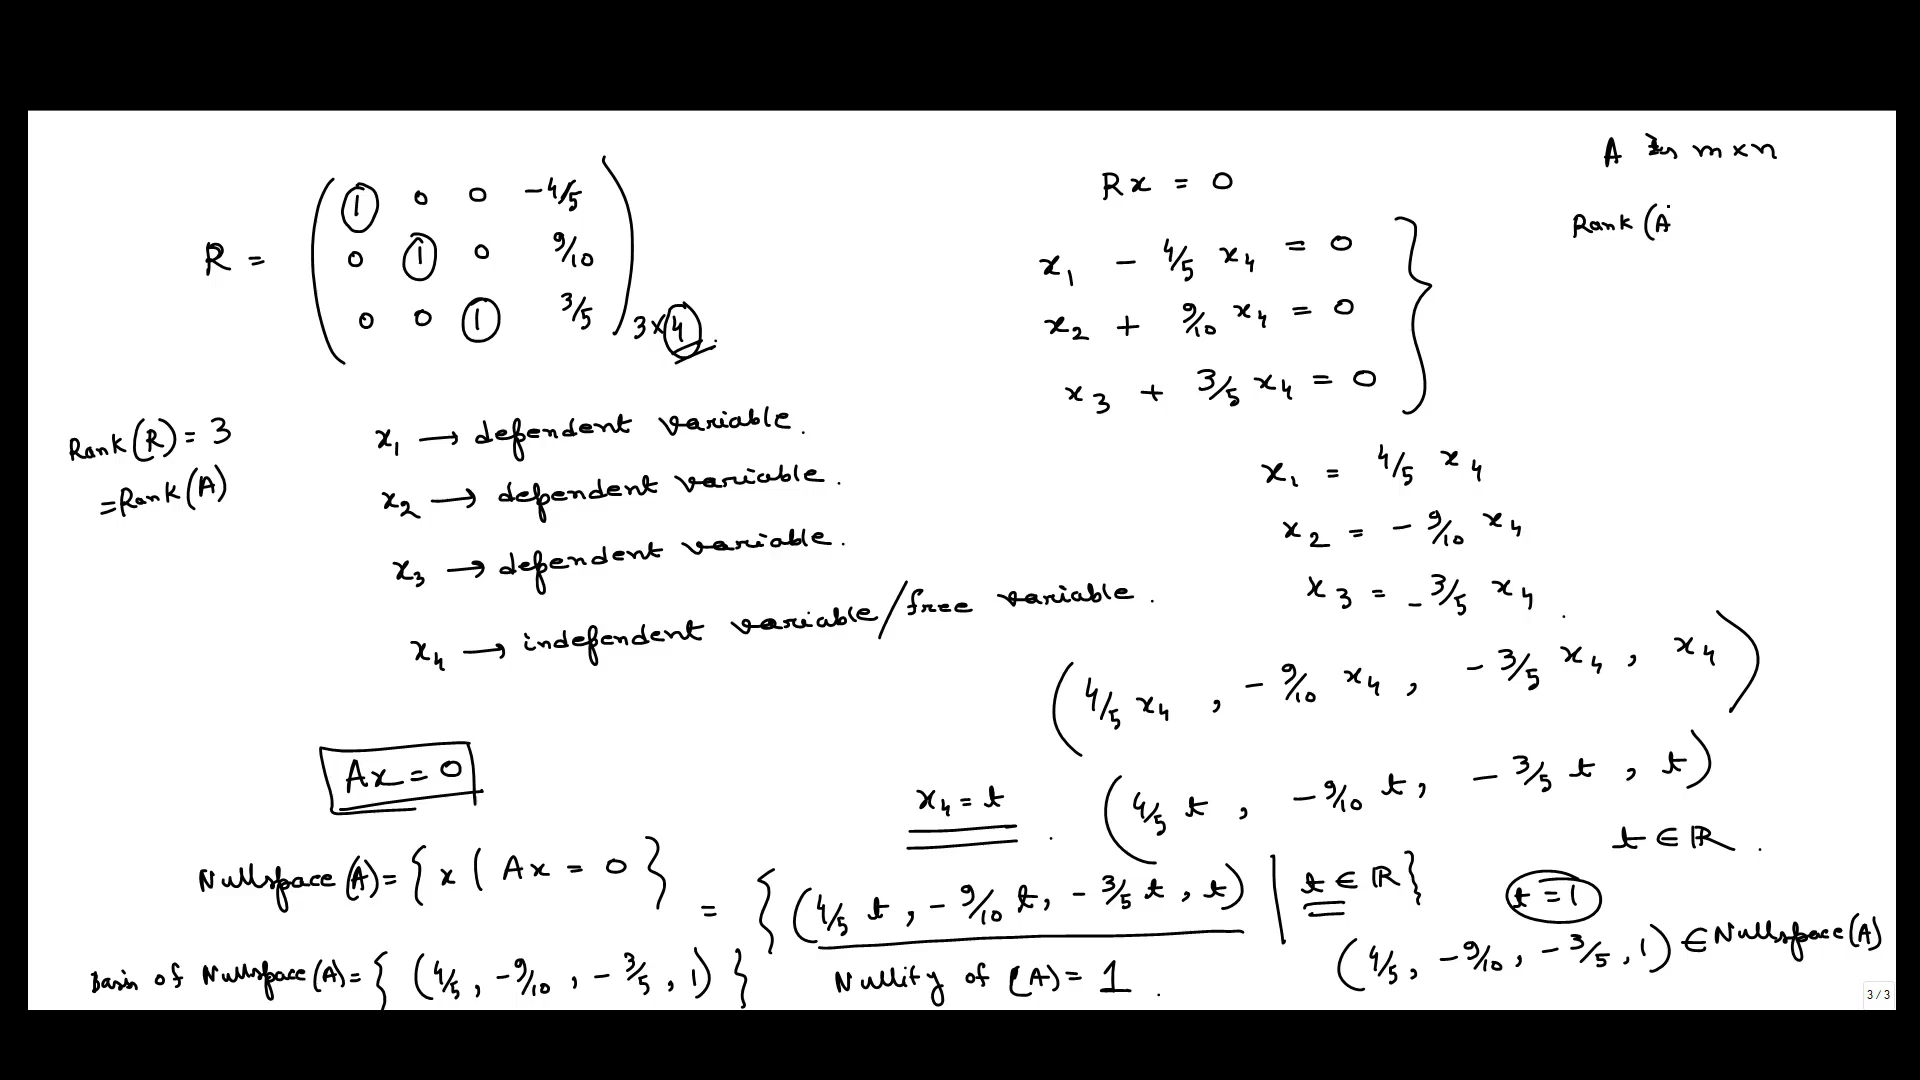 A is m×n
Rx = 0
Rank (A
R = ( 1 0 0 -4/5
0 1 0 9/10
0 0 1 3/5 ) 3×4.
x₁ - 4/5 x₄ = 0
x₂ + 9/10 x₄ = 0
x₃ + 3/5 x₄ = 0 }
Rank(R) = 3
= Rank(A)
x₁ → dependent variable.
x₂ → dependent variable.
x₃ → dependent variable.
x₄ → independent variable/free variable.
x₁ = 4/5 x₄
x₂ = - 9/10 x₄
x₃ = - 3/5 x₄.
(4/5 x₄, - 9/10 x₄, - 3/5 x₄, x₄)
Ax = 0
x₄ = t. (4/5 t, - 9/10 t, - 3/5 t, t)
t ∈ ℝ.
Nullspace(A) = { x | Ax = 0 } = { (4/5 t, - 9/10 t, - 3/5 t, t) | t ∈ ℝ }
t = 1
(4/5, - 9/10, - 3/5, 1) ∈ Nullspace(A)
Basis of Nullspace(A) = { (4/5, - 9/10, - 3/5, 1) }
Nullity of (A) = 1.
3 / 3